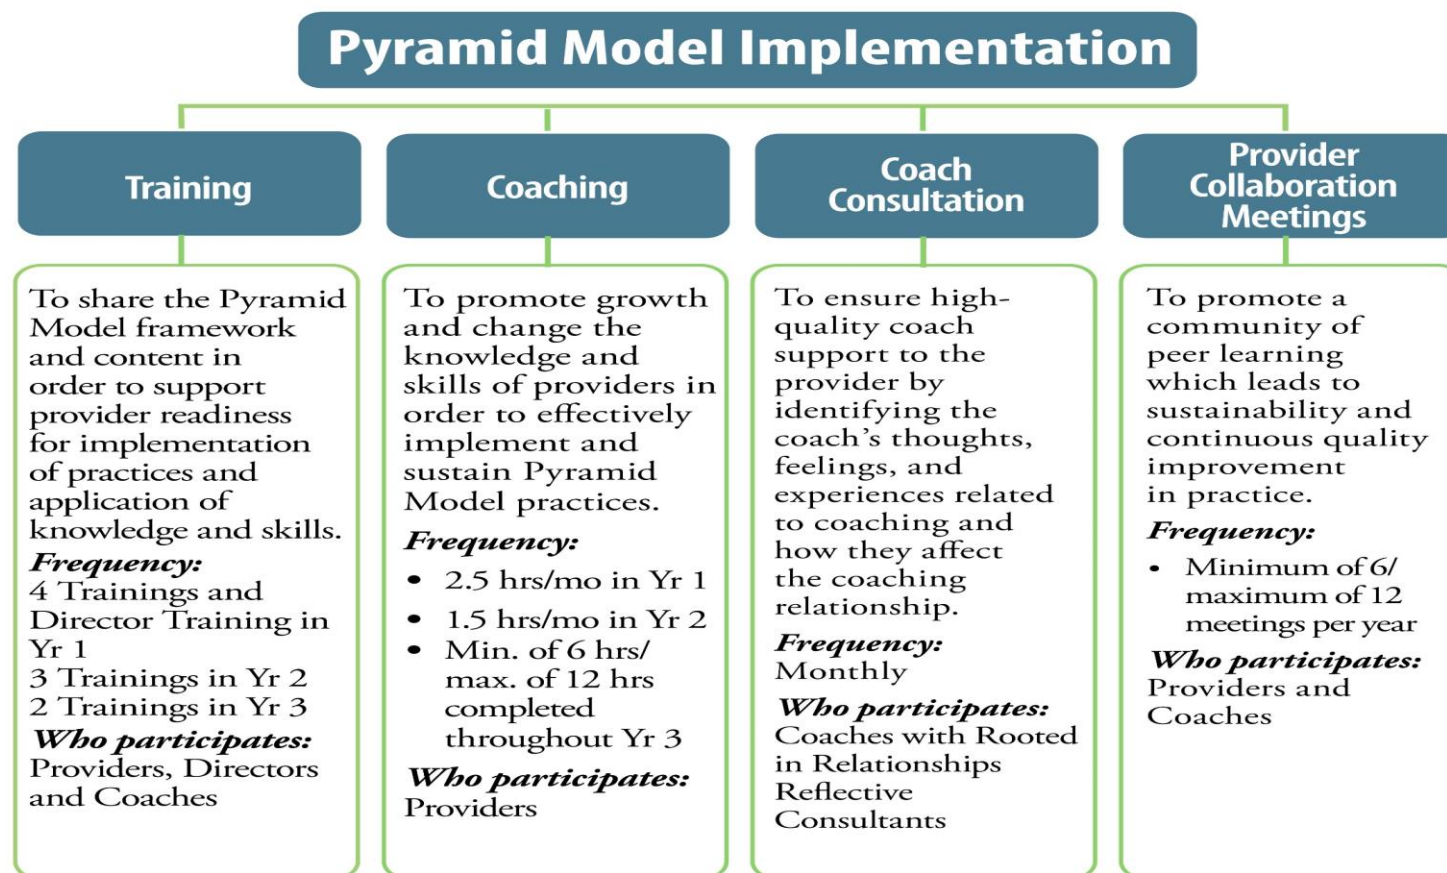 Pyramid Model Implementation
Training
To share the Pyramid
Model framework
and content in
order to support
provider readiness
for implementation
of practices and
application of
knowledge and skills.
Frequency:
4 Trainings and
Director Training in
Yr 1
3 Trainings in Yr 2
2 Trainings in Yr 3
Who participates:
Providers, Directors
and Coaches
Coaching
To promote growth
and change the
knowledge and
skills of providers in
order to effectively
implement and
sustain Pyramid
Model practices.
Frequency:
• 2.5 hrs/mo in Yr 1
• 1.5 hrs/mo in Yr 2
• Min. of 6 hrs/
max. of 12 hrs
completed
throughout Yr 3
Who participates:
Providers
Coach
Consultation
To ensure high-
quality coach
support to the
provider by
identifying the
coach’s thoughts,
feelings, and
experiences related
to coaching and
how they affect
the coaching
relationship.
Frequency:
Monthly
Who participates:
Coaches with Rooted
in Relationships
Reflective
Consultants
Provider
Collaboration
Meetings
To promote a
community of
peer learning
which leads to
sustainability and
continuous quality
improvement
in practice.
Frequency:
• Minimum of 6/
maximum of 12
meetings per year
Who participates:
Providers and
Coaches